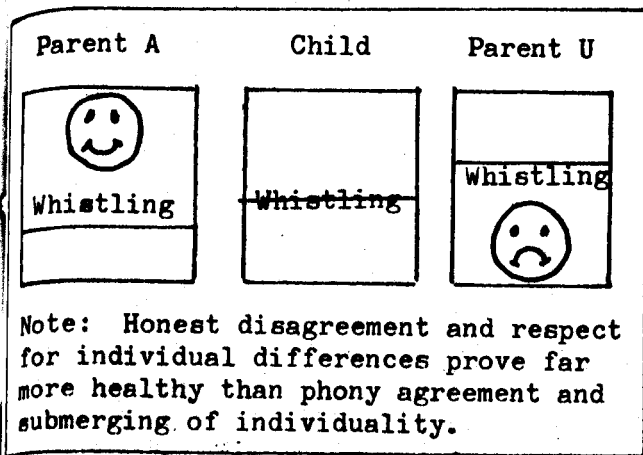 Parent A Child Parent U
Whistling Whistling Whistling
Note: Honest disagreement and respect
for individual differences prove far
more healthy than phony agreement and
submerging of individuality.